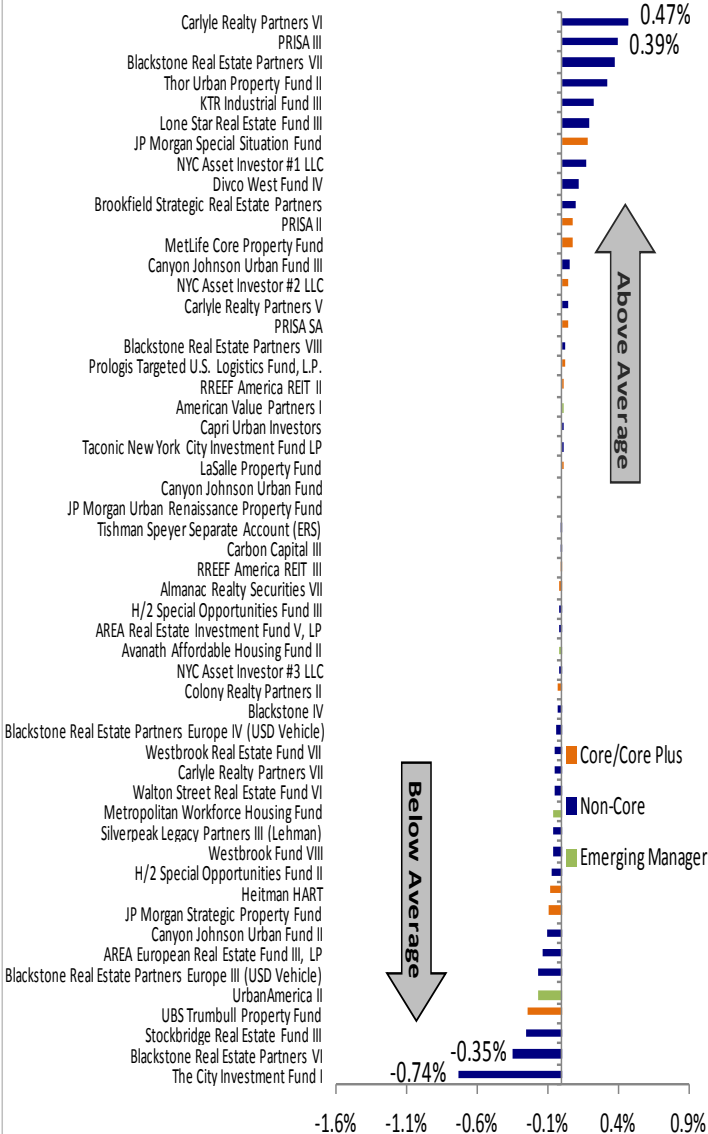 Carlyle Realty Partners VI
0.47%
PRISA III
0.39%
Blackstone Real Estate Partners VII
Thor Urban Property Fund II
KTR Industrial Fund III
Lone Star Real Estate Fund III
JP Morgan Special Situation Fund
NYC Asset Investor #1 LLC
Divco West Fund IV
Brookfield Strategic Real Estate Partners
PRISA II
MetLife Core Property Fund
Canyon Johnson Urban Fund III
NYC Asset Investor #2 LLC
Carlyle Realty Partners V
PRISA SA
Blackstone Real Estate Partners VIII
Prologis Targeted U.S. Logistics Fund, L.P.
RREEF America REIT II
American Value Partners I
Capri Urban Investors
Taconic New York City Investment Fund LP
LaSalle Property Fund
Canyon Johnson Urban Fund
JP Morgan Urban Renaissance Property Fund
Tishman Speyer Separate Account (ERS)
Carbon Capital III
RREEF America REIT III
Almanac Realty Securities VII
H/2 Special Opportunities Fund III
AREA Real Estate Investment Fund V, LP
Avanath Affordable Housing Fund II
NYC Asset Investor #3 LLC
Colony Realty Partners II
Blackstone IV
Blackstone Real Estate Partners Europe IV (USD Vehicle)
Westbrook Real Estate Fund VII
Carlyle Realty Partners VII
Walton Street Real Estate Fund VI
Metropolitan Workforce Housing Fund
Silverpeak Legacy Partners III (Lehman)
Westbrook Fund VIII
H/2 Special Opportunities Fund II
Heitman HART
JP Morgan Strategic Property Fund
Canyon Johnson Urban Fund II
AREA European Real Estate Fund III, LP
Blackstone Real Estate Partners Europe III (USD Vehicle)
UrbanAmerica II
UBS Trumbull Property Fund
Stockbridge Real Estate Fund III
Blackstone Real Estate Partners VI
-0.35%
The City Investment Fund I
-0.74%
Above Average
Below Average
Core/Core Plus
Non-Core
Emerging Manager
-1.6% -1.1% -0.6% -0.1% 0.4% 0.9%